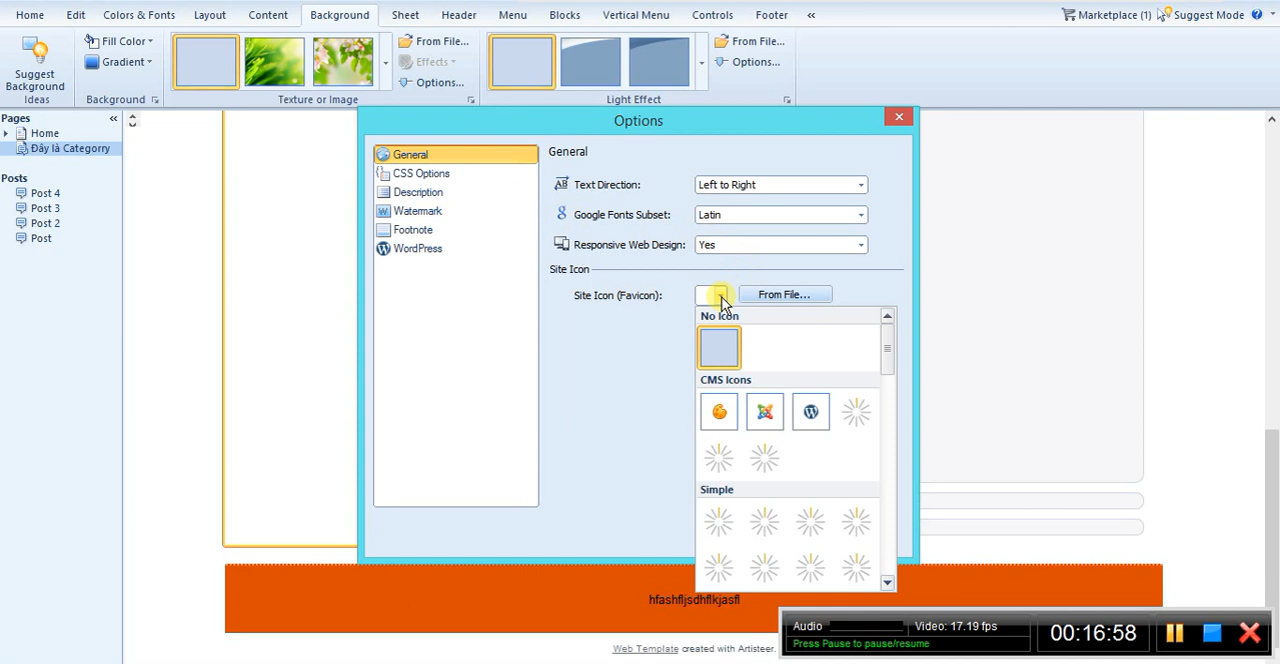 Home Edit Colors & Fonts Layout Content Background Sheet Header Menu Blocks Vertical Menu Controls Footer « Marketplace (1) Suggest Mode
Suggest Background Ideas
Fill Color
Gradient
Background
From File...
Effects
Options...
Texture or Image
From File...
Options...
Light Effect
Pages «
Home
Đây là Categorry
Posts
Post 4
Post 3
Post 2
Post
Options
General
CSS Options
Description
Watermark
Footnote
WordPress
General
Text Direction: Left to Right
Google Fonts Subset: Latin
Responsive Web Design: Yes
Site Icon
Site Icon (Favicon): From File...
No Icon
CMS Icons
Simple
hfashfljsdhflkjasfl
Web Template created with Artisteer.
Audio Video: 17.19 fps
Press Pause to pause/resume
00:16:58